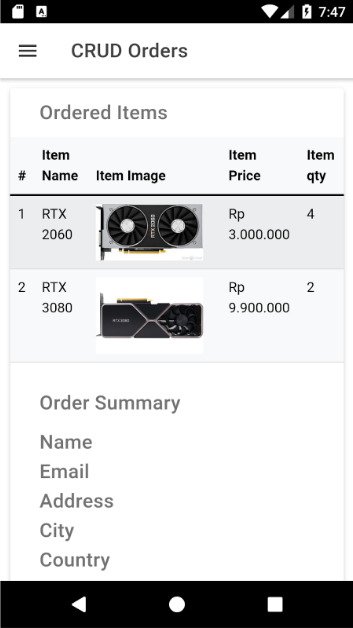 7:47
CRUD Orders
Ordered Items
# Item Name Item Image Item Price Item qty
1 RTX 2060 Rp 3.000.000 4
2 RTX 3080 Rp 9.900.000 2
Order Summary
Name
Email
Address
City
Country